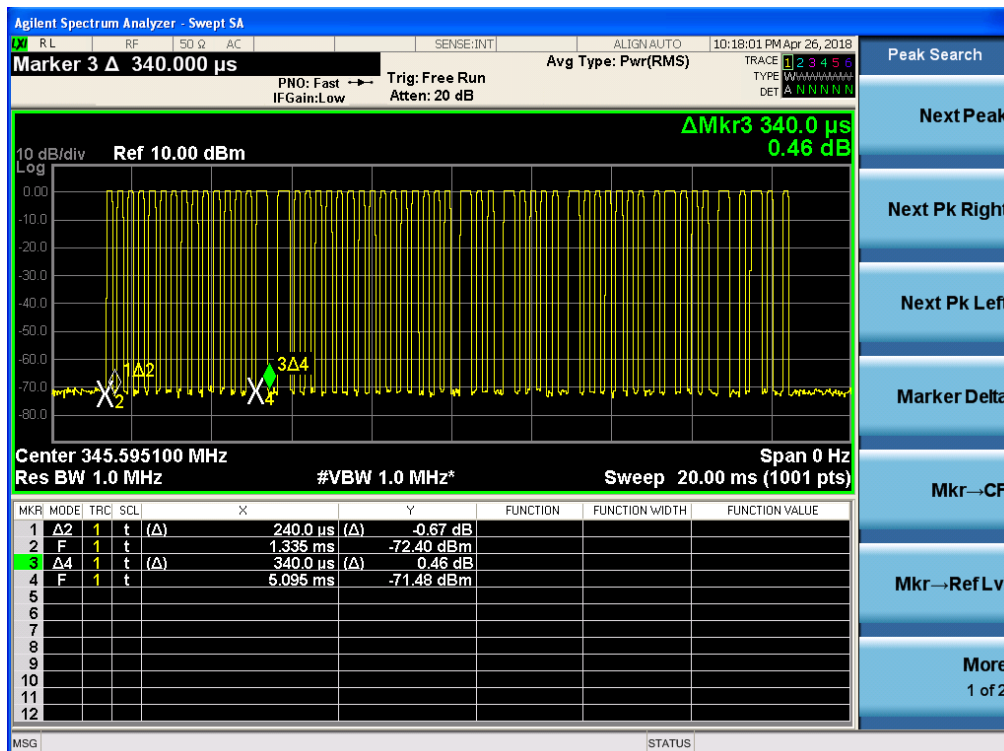 Agilent Spectrum Analyzer - Swept SA
LXI RL RF 50 Ω AC SENSE:INT ALIGN AUTO 10:18:01 PM Apr 26, 2018
Marker 3 Δ 340.000 µs
PNO: Fast
IFGain:Low
Trig: Free Run
Atten: 20 dB
Avg Type: Pwr(RMS)
TRACE 1 2 3 4 5 6
TYPE
DET A N N N N N
ΔMkr3 340.0 µs
0.46 dB
10 dB/div Ref 10.00 dBm
Log
0.00
-10.0
-20.0
-30.0
-40.0
-50.0
-60.0
-70.0
-80.0
1Δ2
2
3Δ4
4
Center 345.595100 MHz Span 0 Hz
Res BW 1.0 MHz #VBW 1.0 MHz* Sweep 20.00 ms (1001 pts)
MKR MODE TRC SCL X Y FUNCTION FUNCTION WIDTH FUNCTION VALUE
1 Δ2 1 t (Δ) 240.0 µs (Δ) -0.67 dB
2 F 1 t 1.335 ms -72.40 dBm
3 Δ4 1 t (Δ) 340.0 µs (Δ) 0.46 dB
4 F 1 t 5.095 ms -71.48 dBm
5
6
7
8
9
10
11
12
MSG STATUS
Peak Search
Next Peak
Next Pk Right
Next Pk Left
Marker Delta
Mkr→CF
Mkr→Ref Lv
More
1 of 2